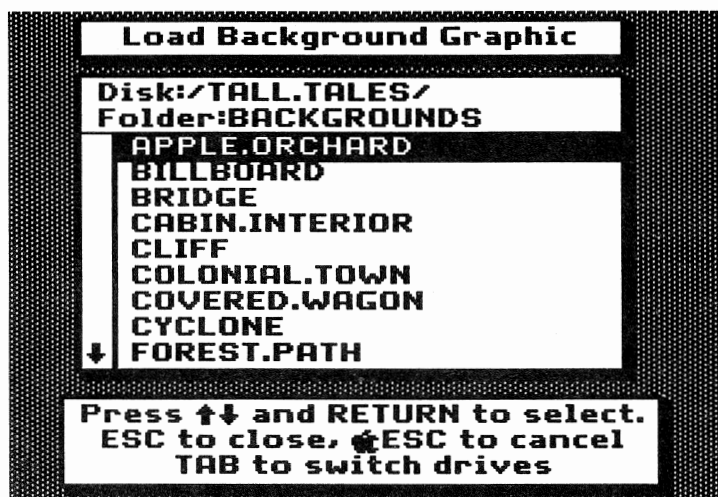 Load Background Graphic
Disk:/TALL.TALES/
Folder:BACKGROUNDS
APPLE.ORCHARD
BILLBOARD
BRIDGE
CABIN.INTERIOR
CLIFF
COLONIAL.TOWN
COVERED.WAGON
CYCLONE
FOREST.PATH
Press ↑↓ and RETURN to select.
ESC to close, ESC to cancel
TAB to switch drives